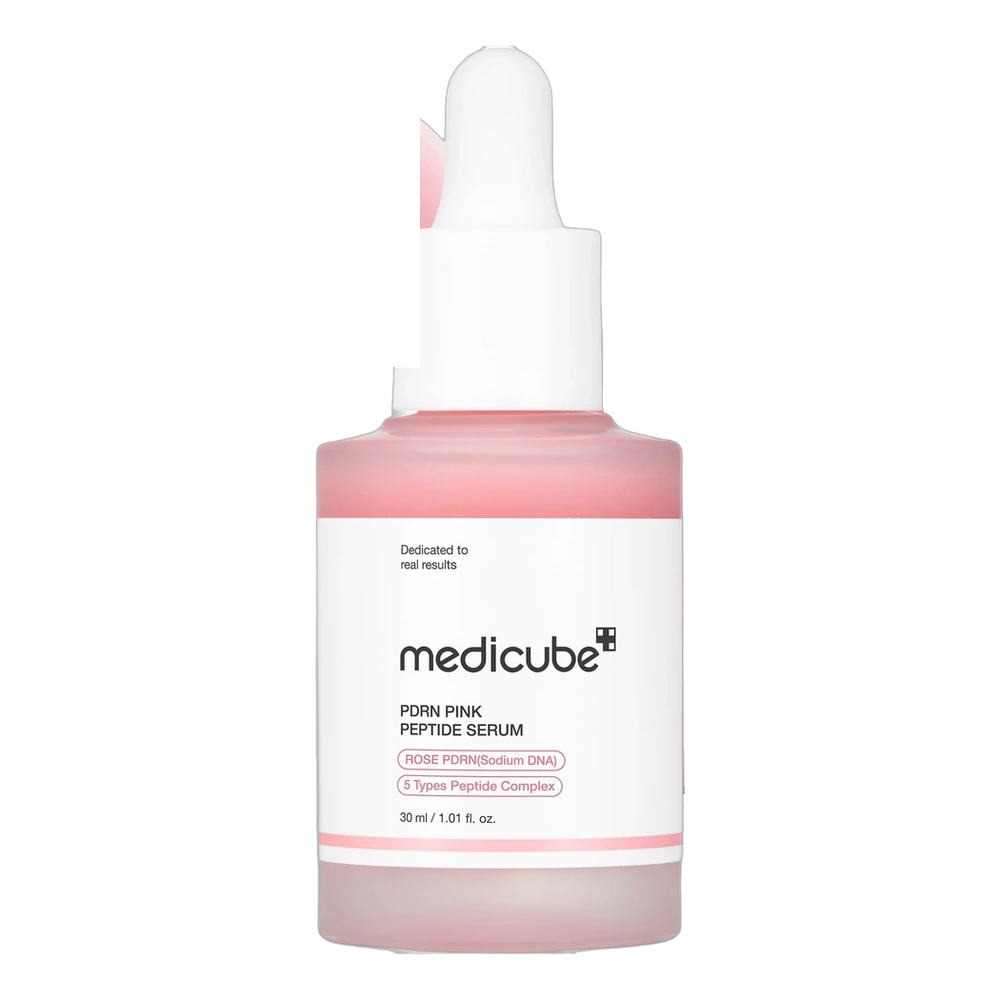 Dedicated to
real results
medicube
PDRN PINK
PEPTIDE SERUM
ROSE PDRN(Sodium DNA)
5 Types Peptide Complex
30 ml / 1.01 fl. oz.